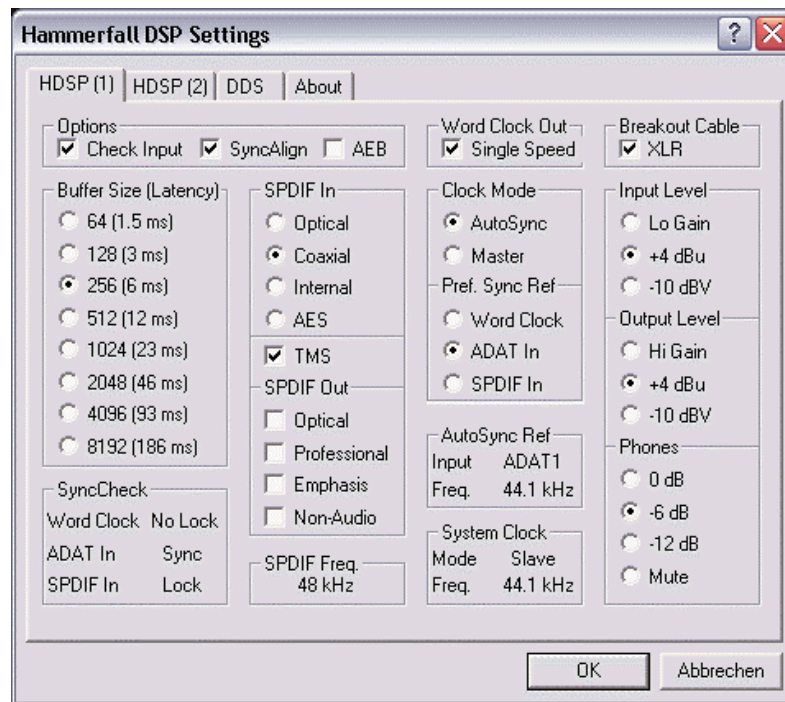 Hammerfall DSP Settings
HDSP (1)
HDSP (2)
DDS
About
Options
Check Input
SyncAlign
AEB
Buffer Size (Latency)
64 (1.5 ms)
128 (3 ms)
256 (6 ms)
512 (12 ms)
1024 (23 ms)
2048 (46 ms)
4096 (93 ms)
8192 (186 ms)
SyncCheck
Word Clock No Lock
ADAT In Sync
SPDIF In Lock
SPDIF In
Optical
Coaxial
Internal
AES
TMS
SPDIF Out
Optical
Professional
Emphasis
Non-Audio
SPDIF Freq.
48 kHz
Word Clock Out
Single Speed
Clock Mode
AutoSync
Master
Pref. Sync Ref
Word Clock
ADAT In
SPDIF In
AutoSync Ref
Input ADAT1
Freq. 44.1 kHz
System Clock
Mode Slave
Freq. 44.1 kHz
Breakout Cable
XLR
Input Level
Lo Gain
+4 dBu
-10 dBV
Output Level
Hi Gain
+4 dBu
-10 dBV
Phones
0 dB
-6 dB
-12 dB
Mute
OK
Abbrechen